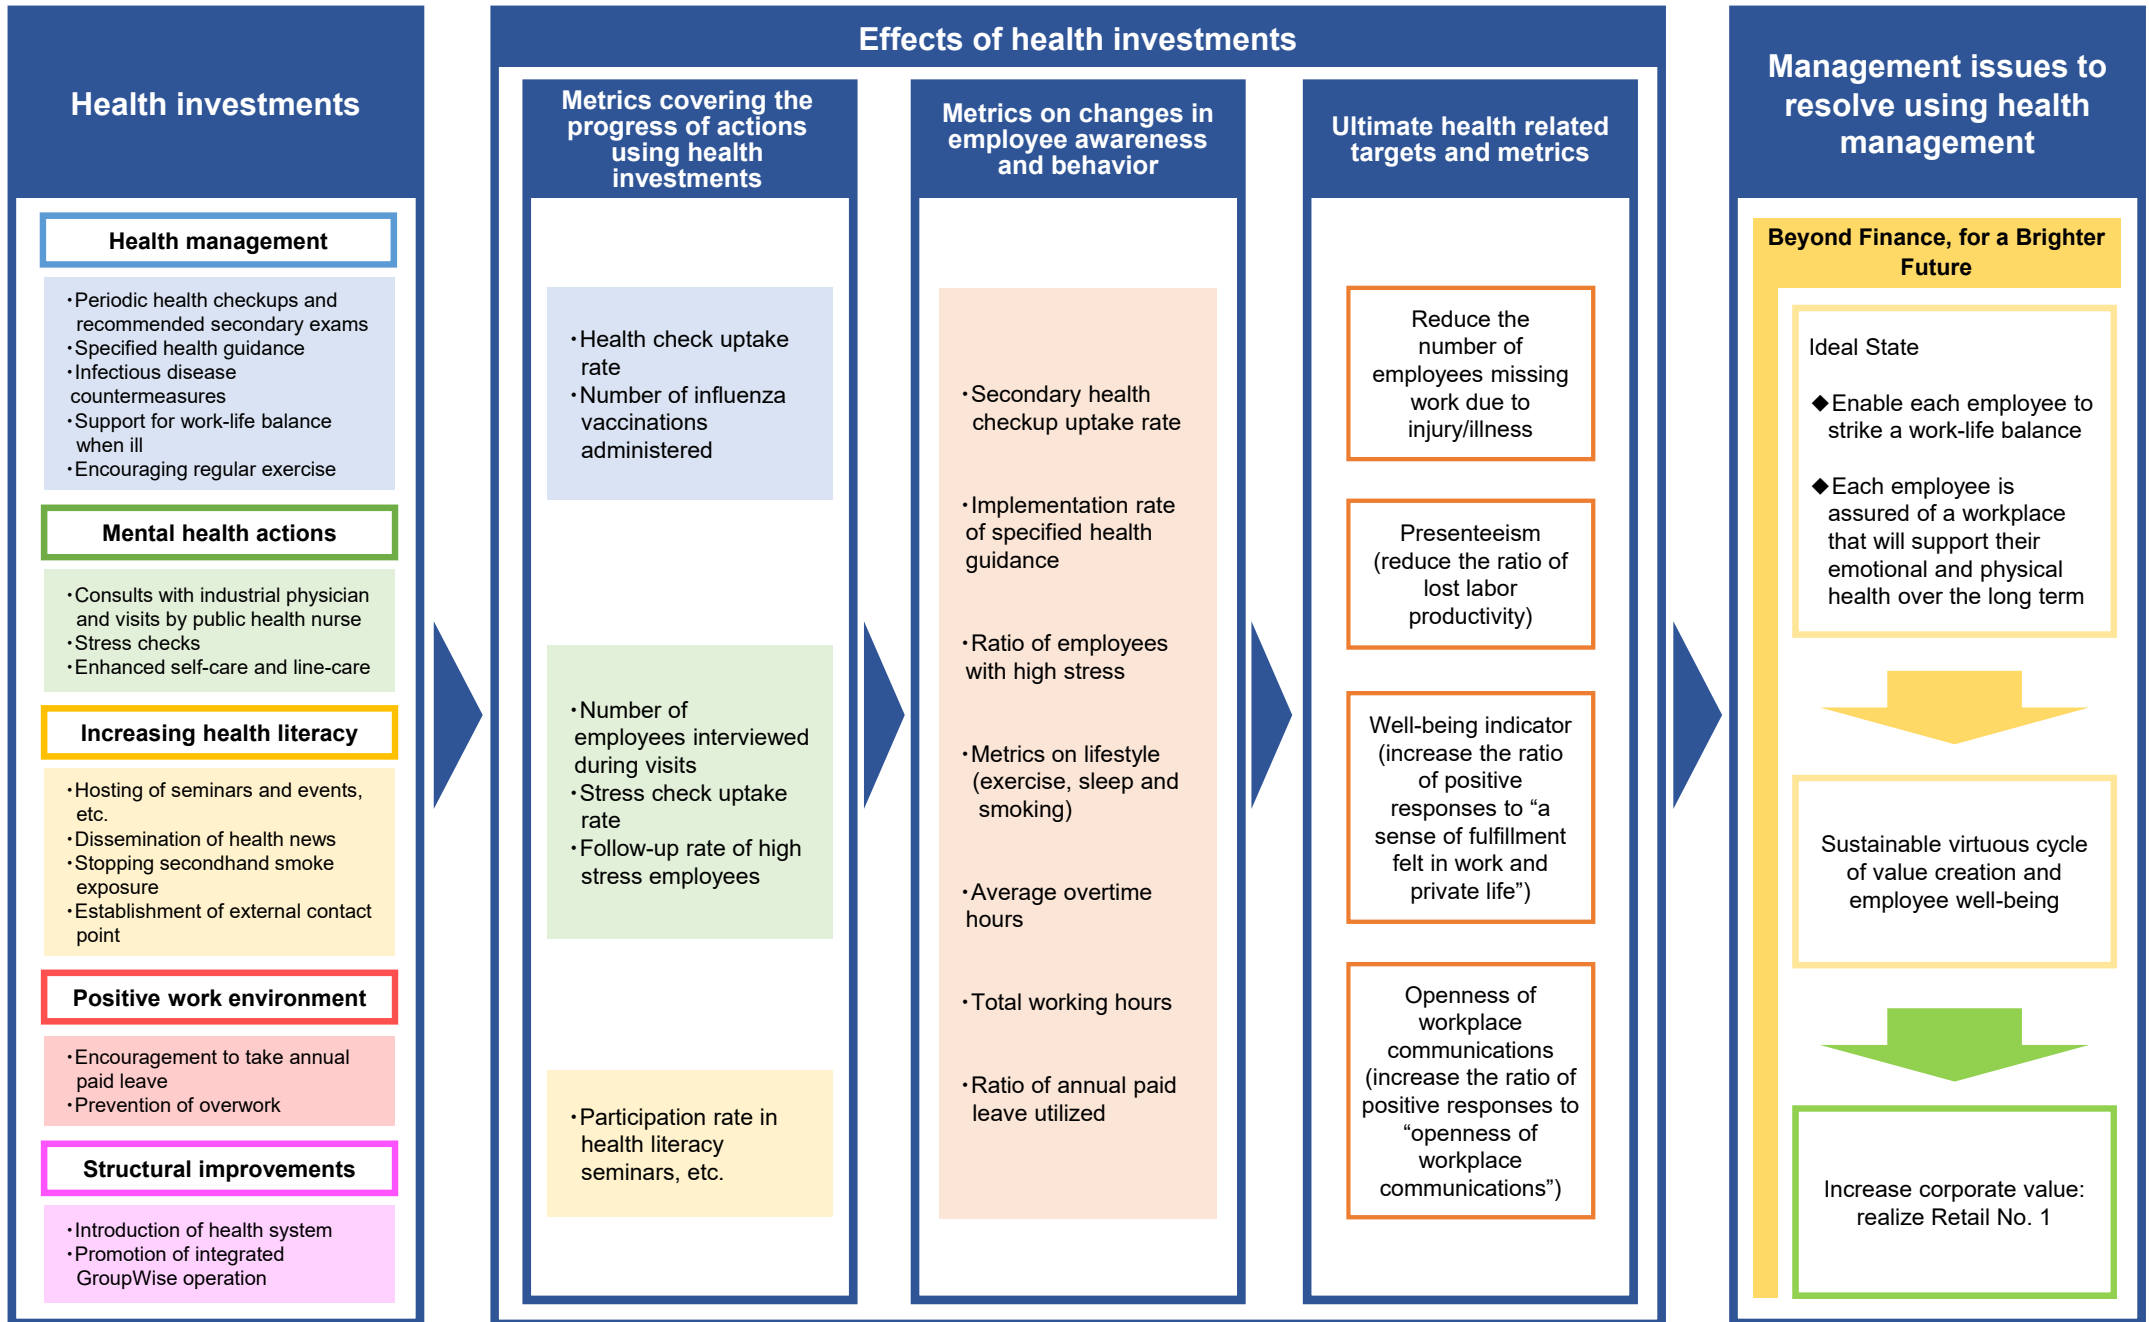 Health investments
Health management
・Periodic health checkups and
recommended secondary exams
・Specified health guidance
・Infectious disease
countermeasures
・Support for work-life balance
when ill
・Encouraging regular exercise
Mental health actions
・Consults with industrial physician
and visits by public health nurse
・Stress checks
・Enhanced self-care and line-care
Increasing health literacy
・Hosting of seminars and events,
etc.
・Dissemination of health news
・Stopping secondhand smoke
exposure
・Establishment of external contact
point
Positive work environment
・Encouragement to take annual
paid leave
・Prevention of overwork
Structural improvements
・Introduction of health system
・Promotion of integrated
GroupWise operation
Effects of health investments
Metrics covering the
progress of actions
using health
investments
・Health check uptake
rate
・Number of influenza
vaccinations
administered
・Number of
employees interviewed
during visits
・Stress check uptake
rate
・Follow-up rate of high
stress employees
・Participation rate in
health literacy
seminars, etc.
Metrics on changes in
employee awareness
and behavior
・Secondary health
checkup uptake rate
・Implementation rate
of specified health
guidance
・Ratio of employees
with high stress
・Metrics on lifestyle
(exercise, sleep and
smoking)
・Average overtime
hours
・Total working hours
・Ratio of annual paid
leave utilized
Ultimate health related
targets and metrics
Reduce the
number of
employees missing
work due to
injury/illness
Presenteeism
(reduce the ratio of
lost labor
productivity)
Well-being indicator
(increase the ratio
of positive
responses to “a
sense of fulfillment
felt in work and
private life”)
Openness of
workplace
communications
(increase the ratio of
positive responses to
“openness of
workplace
communications”)
Management issues to
resolve using health
management
Beyond Finance, for a Brighter
Future
Ideal State
◆Enable each employee to
strike a work-life balance
◆Each employee is
assured of a workplace
that will support their
emotional and physical
health over the long term
Sustainable virtuous cycle
of value creation and
employee well-being
Increase corporate value:
realize Retail No. 1